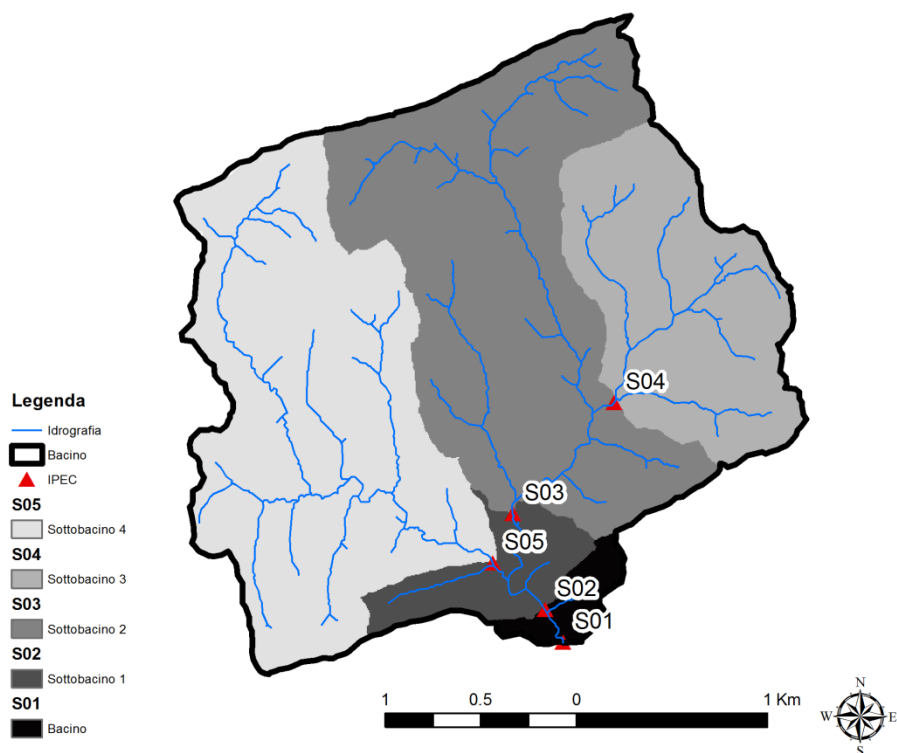 S04
S03
S05
S02
S01
Legenda
Idrografia
Bacino
IPEC
S05
Sottobacino 4
S04
Sottobacino 3
S03
Sottobacino 2
S02
Sottobacino 1
S01
Bacino
1 0.5 0 1 Km
N
W E
S